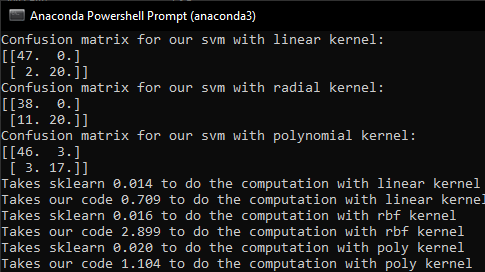 Anaconda Powershell Prompt (anaconda3)
Confusion matrix for our svm with linear kernel:
[[47.  0.]
 [ 2. 20.]]
Confusion matrix for our svm with radial kernel:
[[38.  0.]
 [11. 20.]]
Confusion matrix for our svm with polynomial kernel:
[[46.  3.]
 [ 3. 17.]]
Takes sklearn 0.014 to do the computation with linear kernel
Takes our code 0.709 to do the computation with linear kernel
Takes sklearn 0.016 to do the computation with rbf kernel
Takes our code 2.899 to do the computation with rbf kernel
Takes sklearn 0.020 to do the computation with poly kernel
Takes our code 1.104 to do the computation with poly kernel